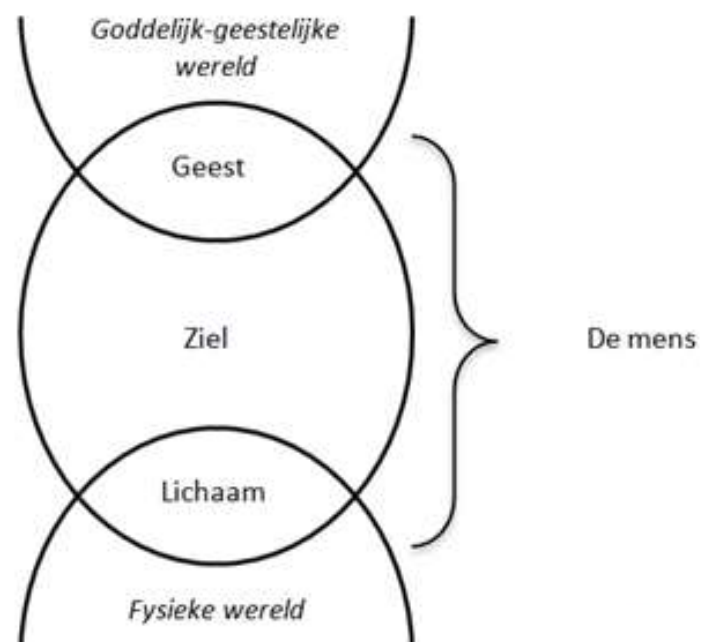 Goddelijk-geestelijke
wereld
Geest
Ziel
De mens
Lichaam
Fysieke wereld